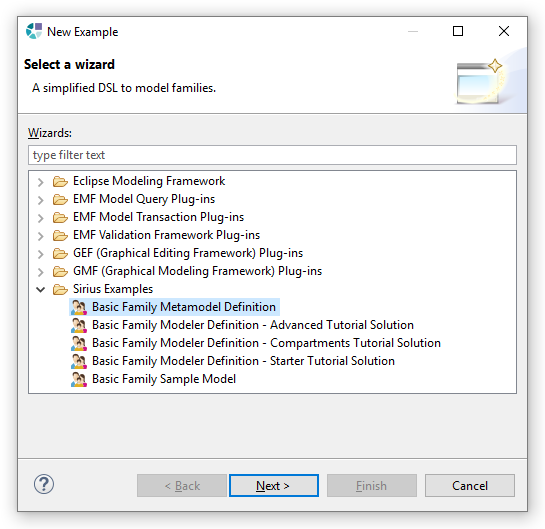 New Example
Select a wizard
A simplified DSL to model families.
Wizards:
type filter text
Eclipse Modeling Framework
EMF Model Query Plug-ins
EMF Model Transaction Plug-ins
EMF Validation Framework Plug-ins
GEF (Graphical Editing Framework) Plug-ins
GMF (Graphical Modeling Framework) Plug-ins
Sirius Examples
Basic Family Metamodel Definition
Basic Family Modeler Definition - Advanced Tutorial Solution
Basic Family Modeler Definition - Compartments Tutorial Solution
Basic Family Modeler Definition - Starter Tutorial Solution
Basic Family Sample Model
? < Back Next > Finish Cancel